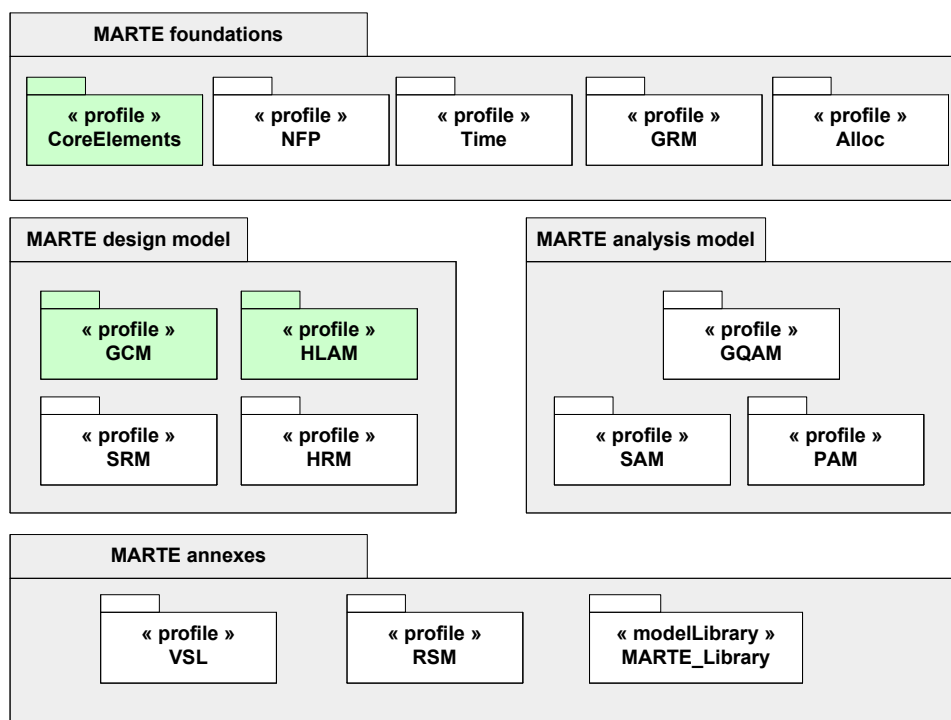 MARTE foundations
« profile »
CoreElements
« profile »
NFP
« profile »
Time
« profile »
GRM
« profile »
Alloc
MARTE design model
« profile »
GCM
« profile »
HLAM
« profile »
SRM
« profile »
HRM
MARTE analysis model
« profile »
GQAM
« profile »
SAM
« profile »
PAM
MARTE annexes
« profile »
VSL
« profile »
RSM
« modelLibrary »
MARTE_Library